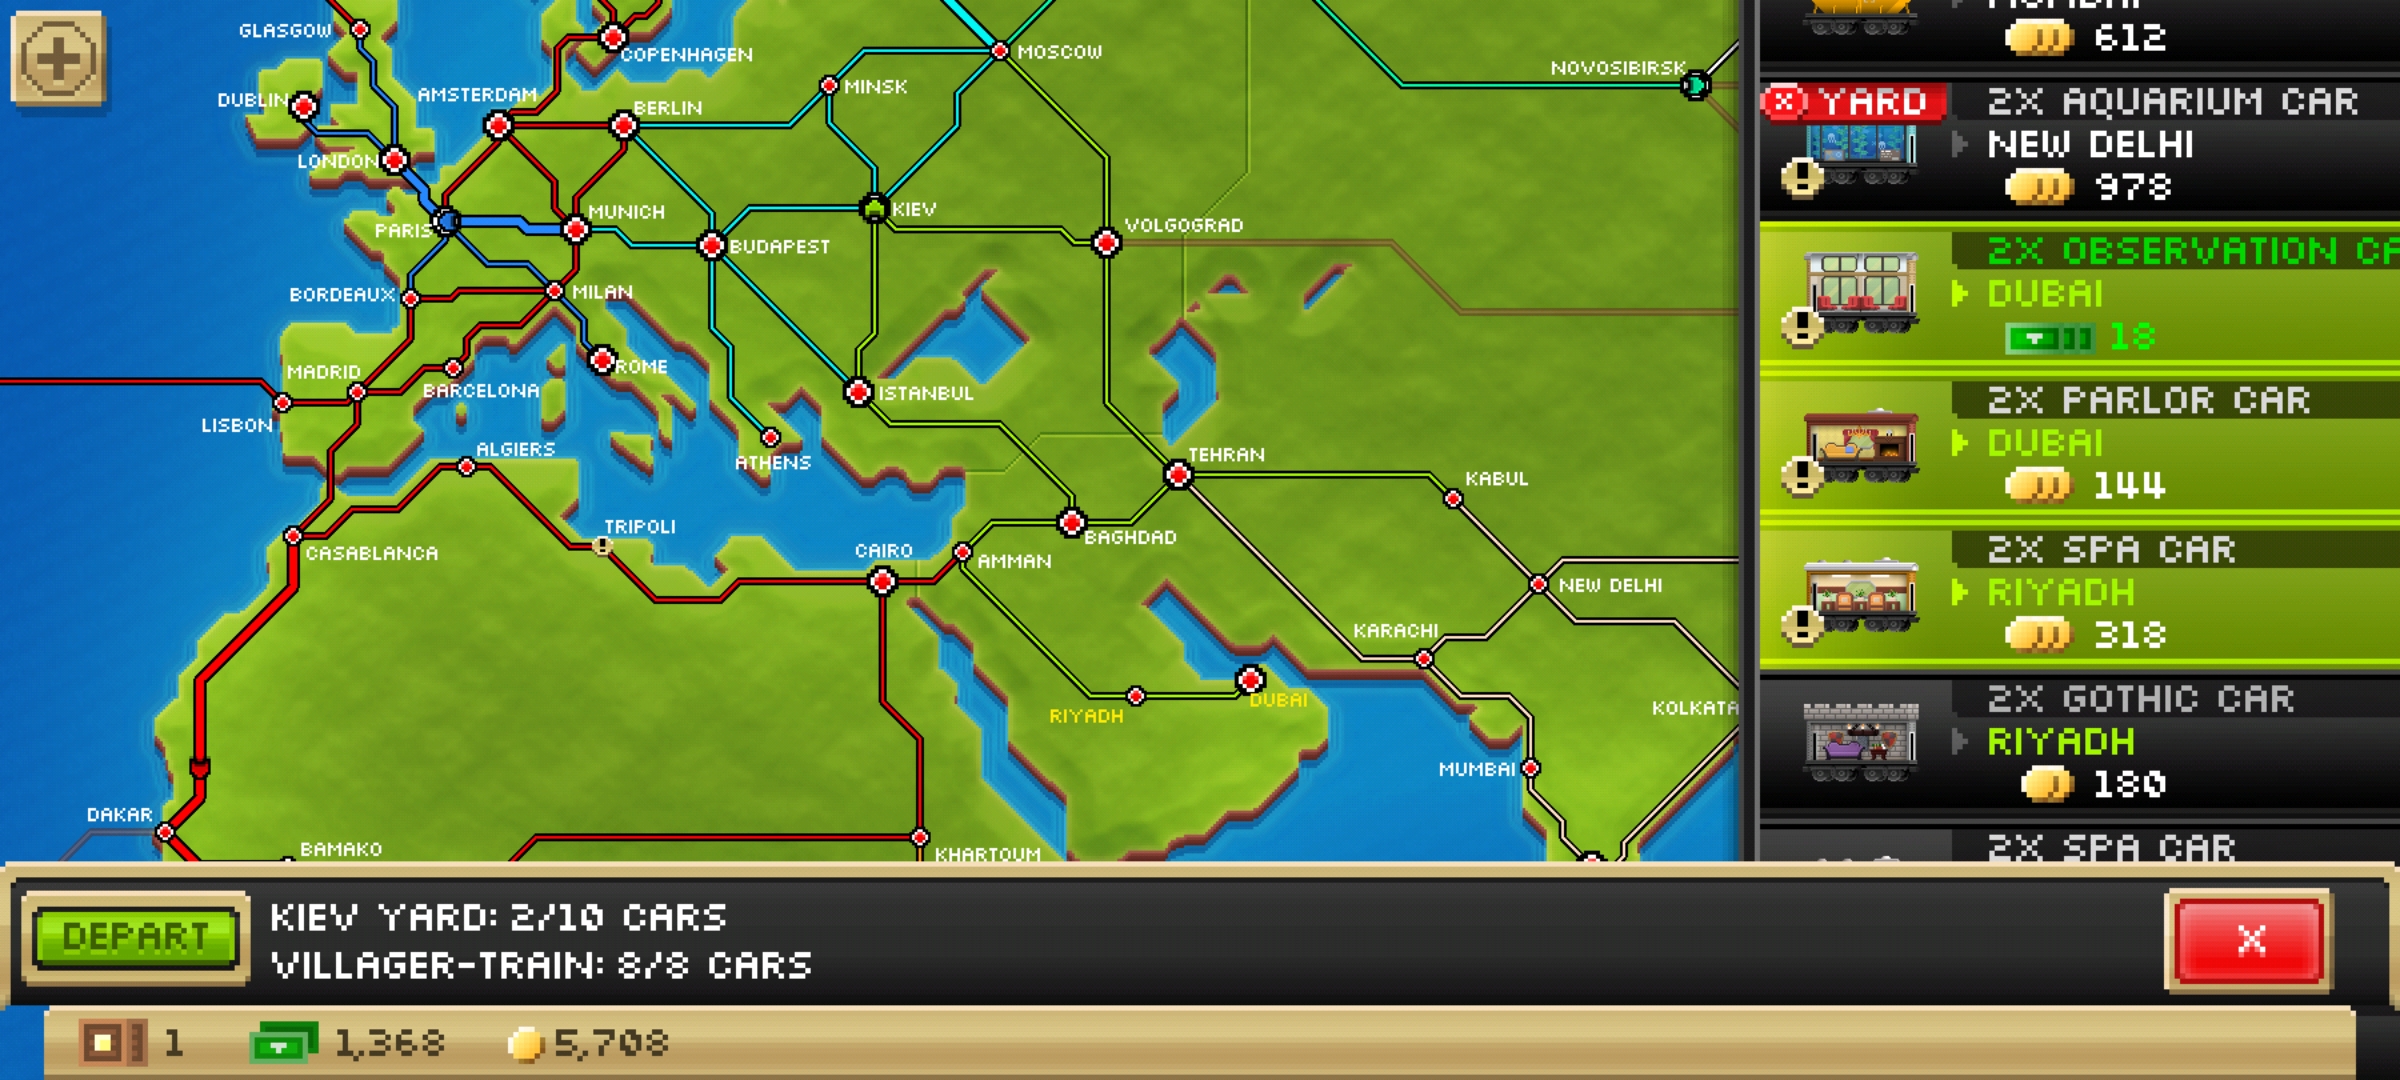 GLASGOW
COPENHAGEN
MOSCOW
NOVOSIBIRSK
MINSK
DUBLIN
AMSTERDAM
BERLIN
LONDON
PARIS
MUNICH
KIEV
BUDAPEST
VOLGOGRAD
BORDEAUX
MILAN
MADRID
BARCELONA
ROME
ISTANBUL
LISBON
ALGIERS
ATHENS
TEHRAN
KABUL
CASABLANCA
TRIPOLI
CAIRO
BAGHDAD
AMMAN
NEW DELHI
KARACHI
RIYADH
DUBAI
KOLKATA
MUMBAI
DAKAR
BAMAKO
KHARTOUM
MUMBAI
612
YARD
2X AQUARIUM CAR
NEW DELHI
978
2X OBSERVATION CA
DUBAI
18
2X PARLOR CAR
DUBAI
144
2X SPA CAR
RIYADH
318
2X GOTHIC CAR
RIYADH
180
2X SPA CAR
DEPART
KIEV YARD: 2/10 CARS
VILLAGER-TRAIN: 8/8 CARS
X
1
1,368
5,708